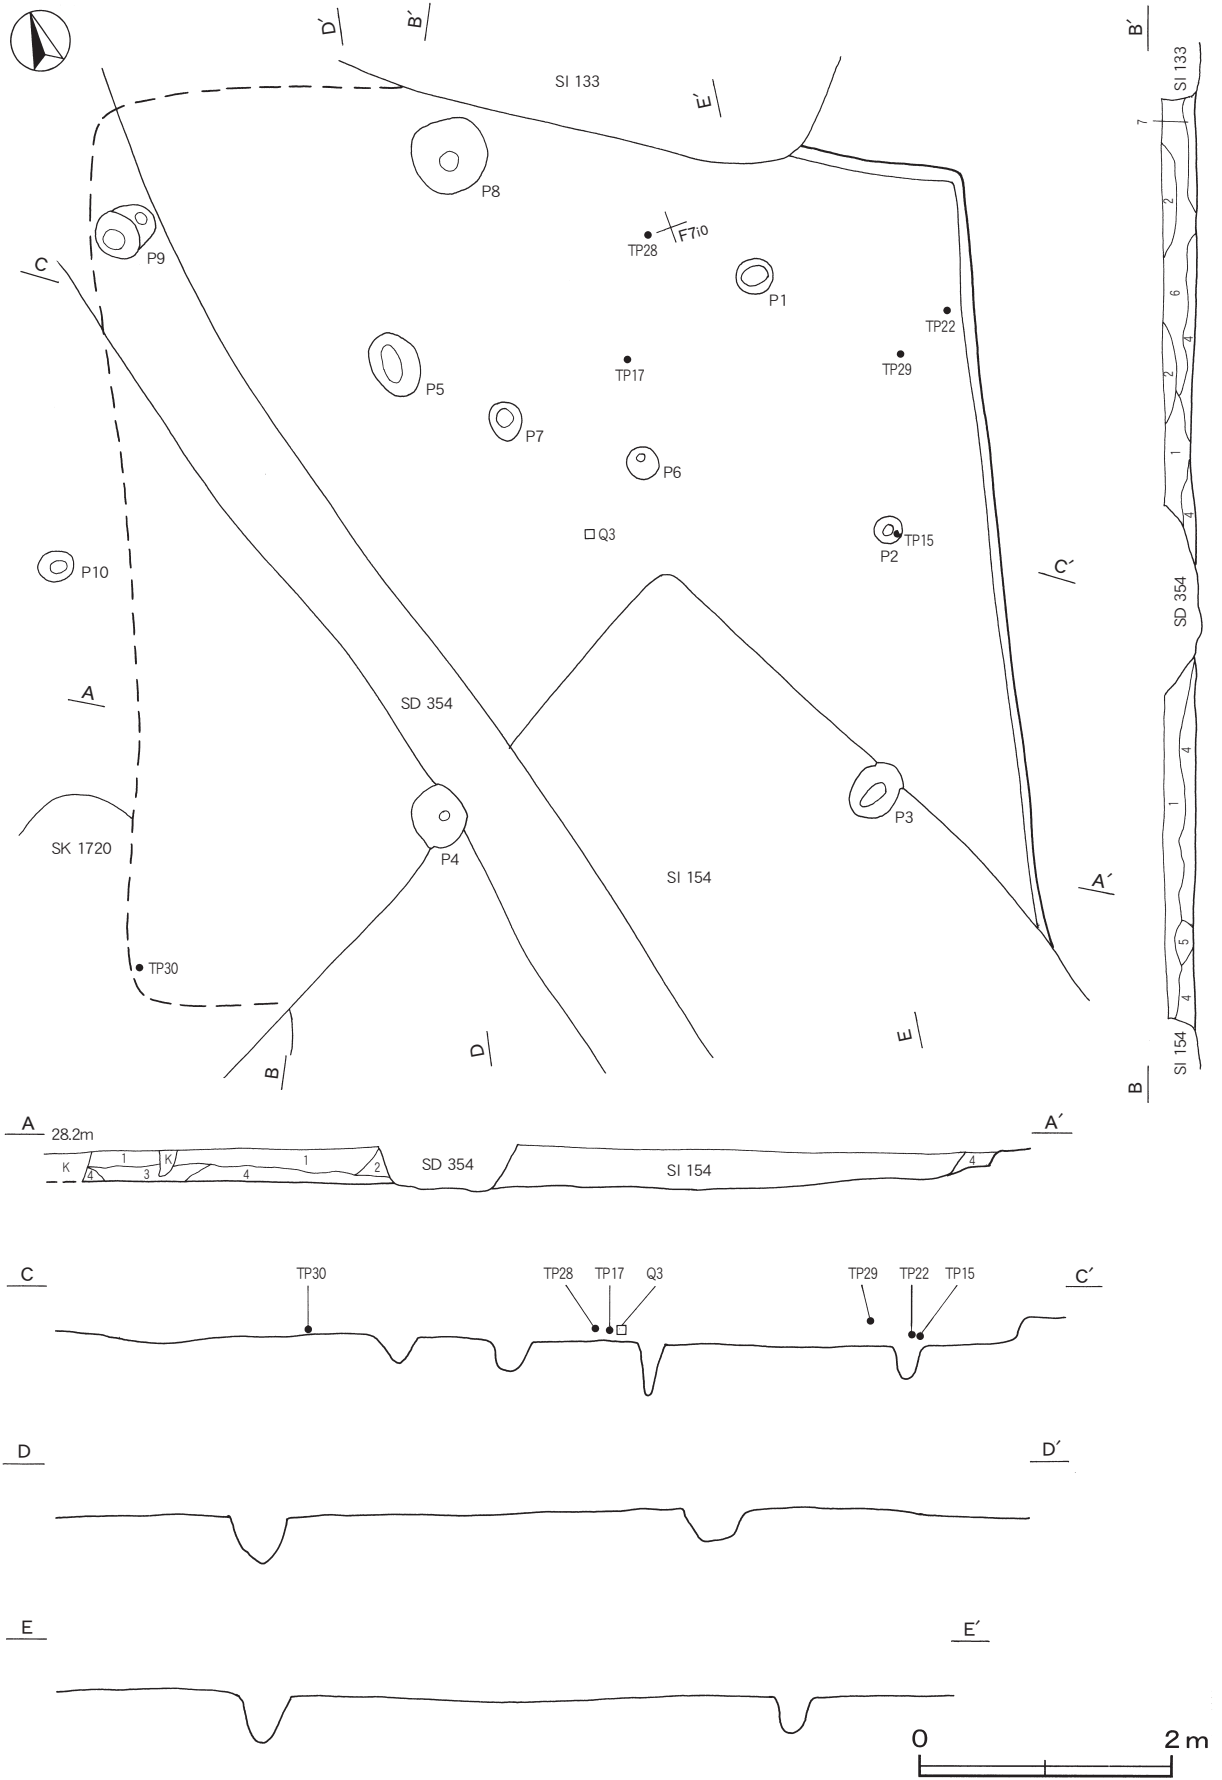 D′
B′
B′
SI 133
SI 133
E′
7
P8
2
P9
F7i0
TP28
C
P1
6
TP22
4
TP29
TP17
2
P5
P7
1
P6
4
Q3
TP15
P2
C′
P10
SD 354
A
SD 354
4
1
P3
SK 1720
P4
SI 154
A′
5
TP30
4
E
D
SI 154
B
B
A
28.2m
A′
K
1
K
1
2
4
3
4
SD 354
SI 154
4
C
TP30
TP28
TP17
Q3
TP29
TP22
TP15
C′
D
D′
E
E′
0
2 m